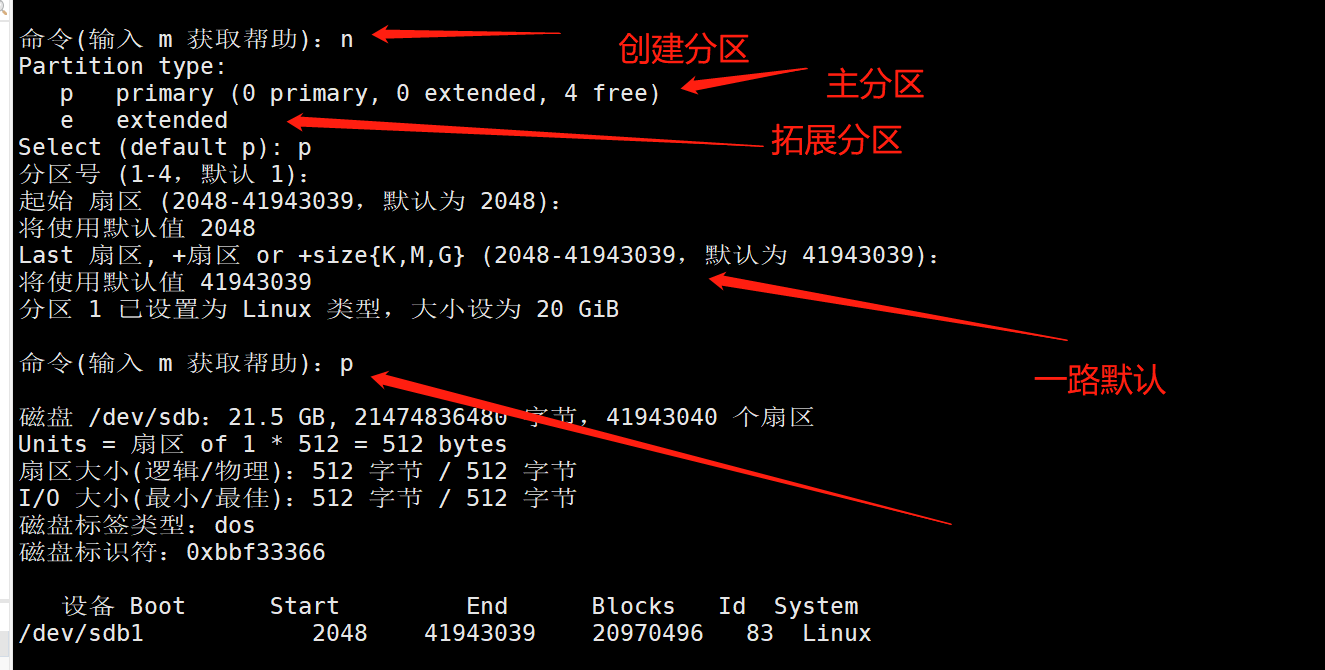 命令(输入 m 获取帮助)：n
创建分区
Partition type:
p primary (0 primary, 0 extended, 4 free)
主分区
e extended
拓展分区
Select (default p): p
分区号 (1-4，默认 1)：
起始 扇区 (2048-41943039，默认为 2048)：
将使用默认值 2048
Last 扇区, +扇区 or +size{K,M,G} (2048-41943039，默认为 41943039)：
将使用默认值 41943039
分区 1 已设置为 Linux 类型，大小设为 20 GiB
一路默认
命令(输入 m 获取帮助)：p
磁盘 /dev/sdb：21.5 GB, 21474836480 字节，41943040 个扇区
Units = 扇区 of 1 * 512 = 512 bytes
扇区大小(逻辑/物理)：512 字节 / 512 字节
I/O 大小(最小/最佳)：512 字节 / 512 字节
磁盘标签类型：dos
磁盘标识符：0xbbf33366
设备 Boot Start End Blocks Id System
/dev/sdb1 2048 41943039 20970496 83 Linux